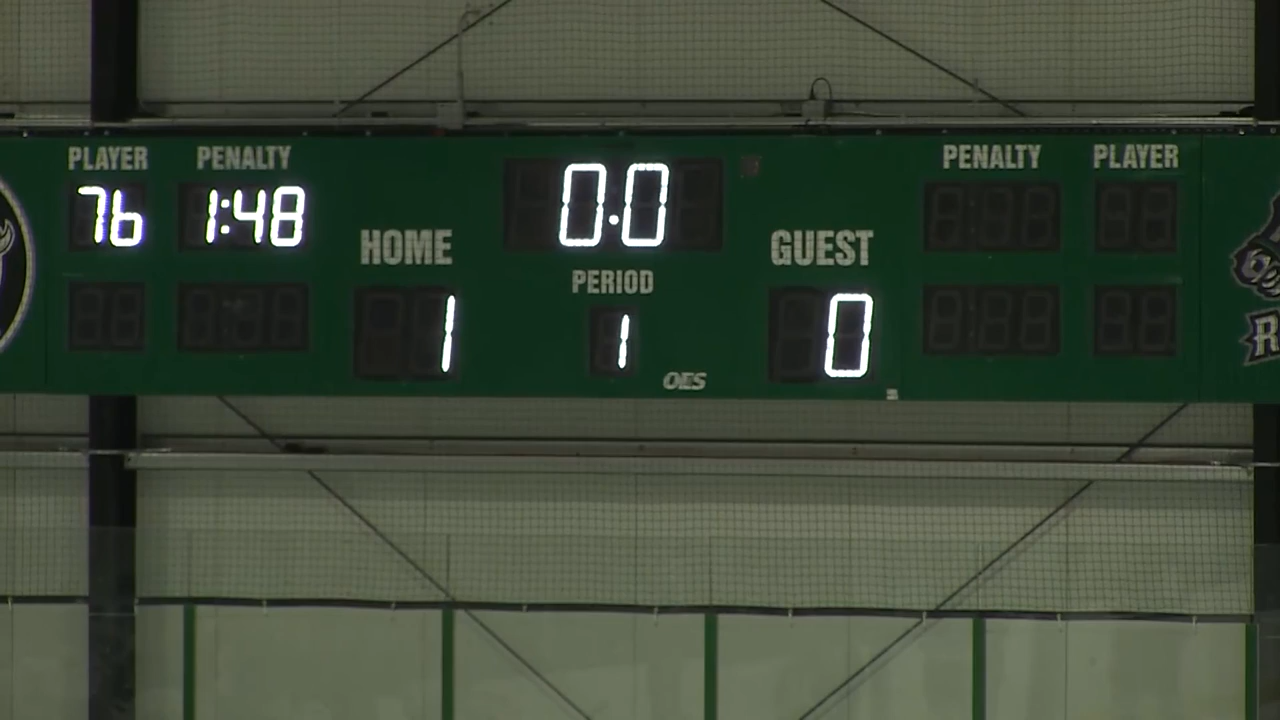 PLAYER PENALTY 0.0 PENALTY PLAYER
76 1:48
HOME GUEST
PERIOD
1 1 0
OES
R